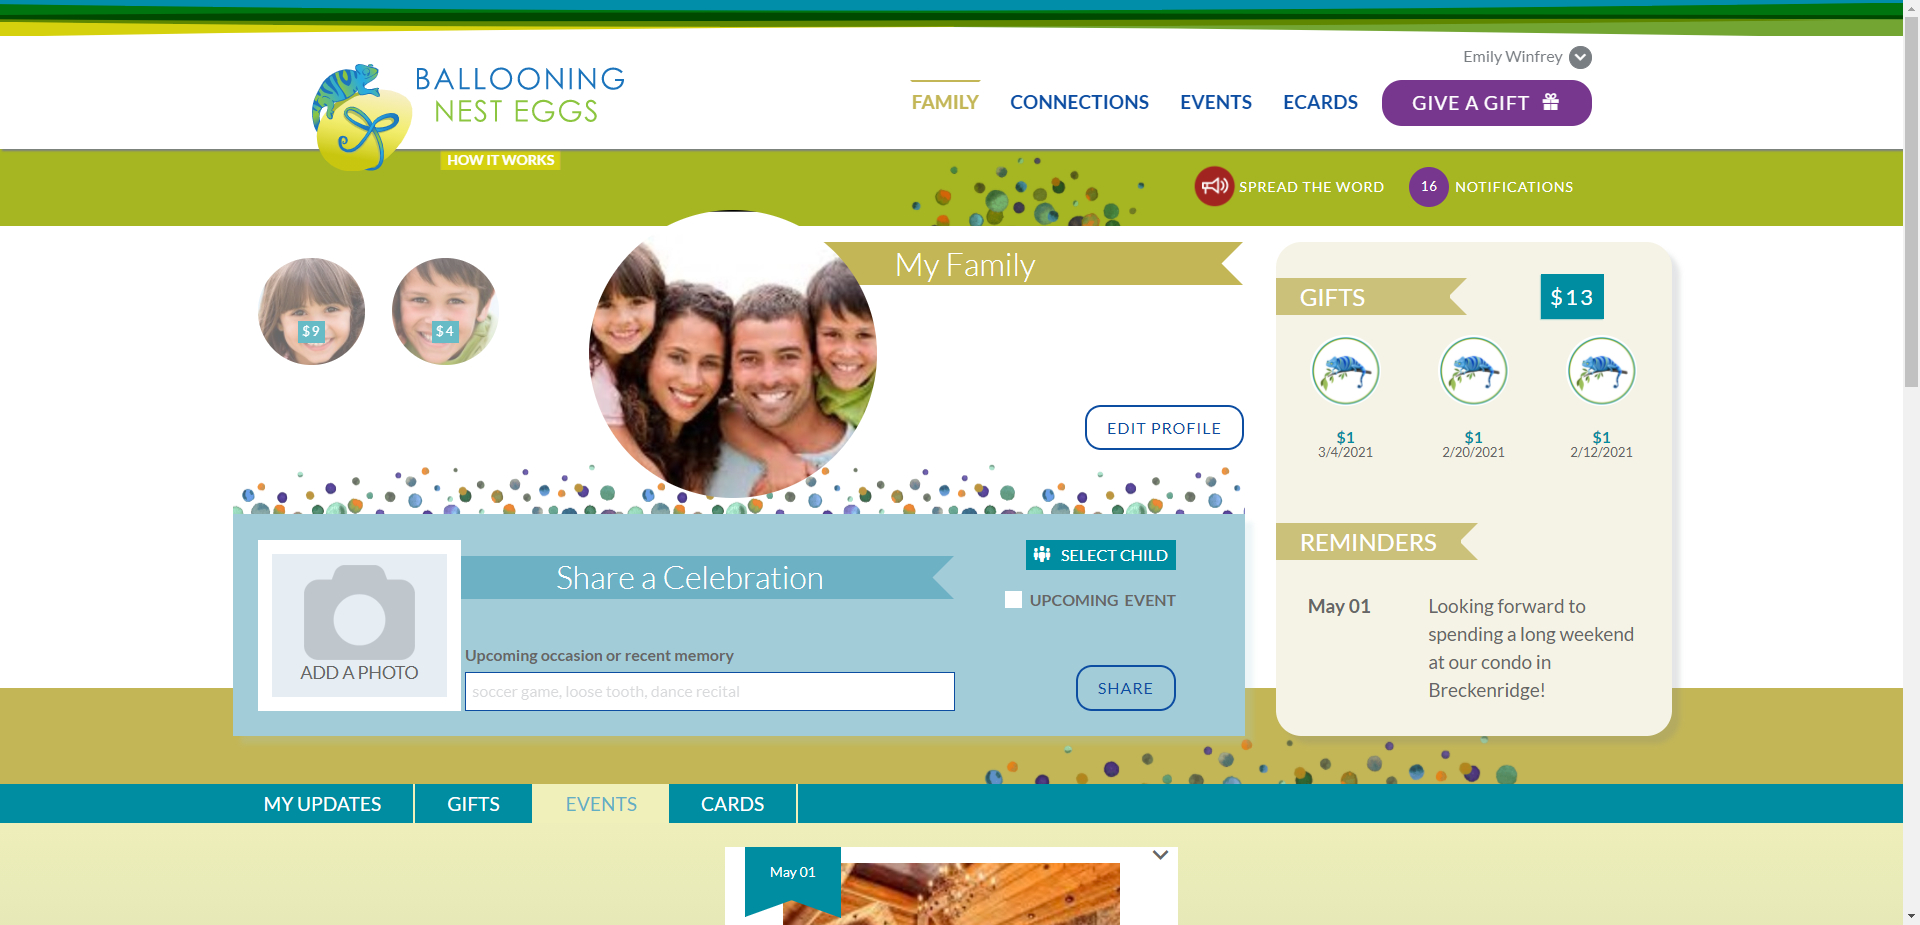 Emily Winfrey
BALLOONING
NEST EGGS
FAMILY
CONNECTIONS
EVENTS
ECARDS
GIVE A GIFT
HOW IT WORKS
SPREAD THE WORD
16
NOTIFICATIONS
My Family
$9
$4
EDIT PROFILE
GIFTS
$13
$1
3/4/2021
$1
2/20/2021
$1
2/12/2021
REMINDERS
May 01
Looking forward to
spending a long weekend
at our condo in
Breckenridge!
Share a Celebration
SELECT CHILD
UPCOMING EVENT
ADD A PHOTO
Upcoming occasion or recent memory
soccer game, loose tooth, dance recital
SHARE
MY UPDATES
GIFTS
EVENTS
CARDS
May 01